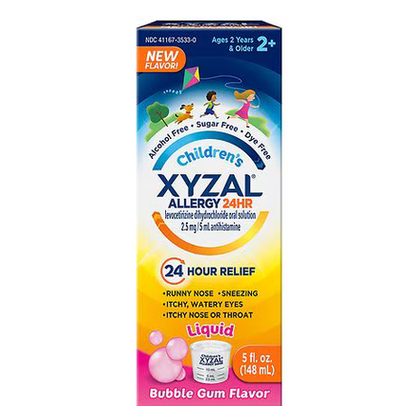 NDC 41167-3533-0
Ages 2 Years
& Older 2+
NEW
FLAVOR!
Alcohol Free • Sugar Free • Dye Free
Children's
XYZAL®
ALLERGY 24HR
levocetirizine dihydrochloride oral solution
2.5 mg/5 mL antihistamine
24 HOUR RELIEF
•RUNNY NOSE •SNEEZING
•ITCHY, WATERY EYES
•ITCHY NOSE OR THROAT
Liquid
Children's
XYZAL
5 fl. oz.
(148 mL)
Bubble Gum Flavor